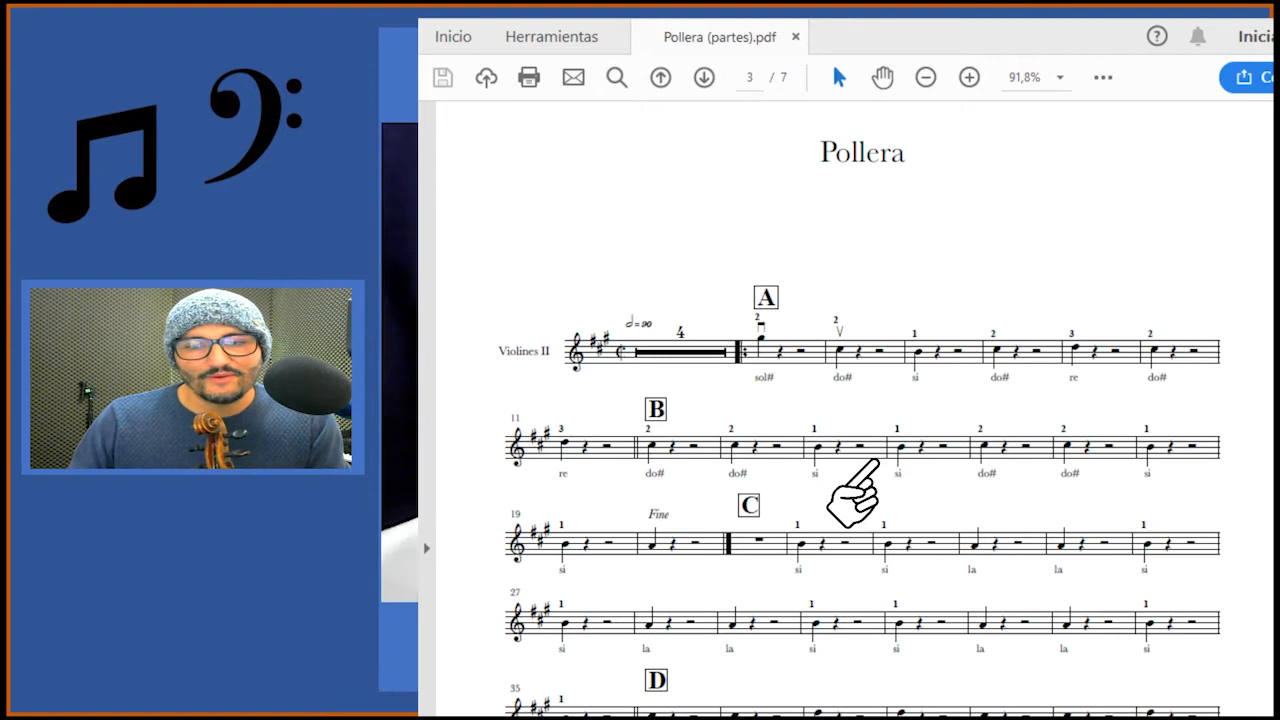 Inicio Herramientas Pollera (partes).pdf × Inicia
3 / 7 91,8%
Pollera
A
♩ = 90 4 2 2 1 2 3 2
Violines II
sol# do# si do# re do#
B
11 3 2 2 1 1 2 2 1
re do# do# si si do# do# si
Fine C
19 1 1 1 1
si si si la la si
27 1 1 1 1
si la la si si la la si
D
35 1